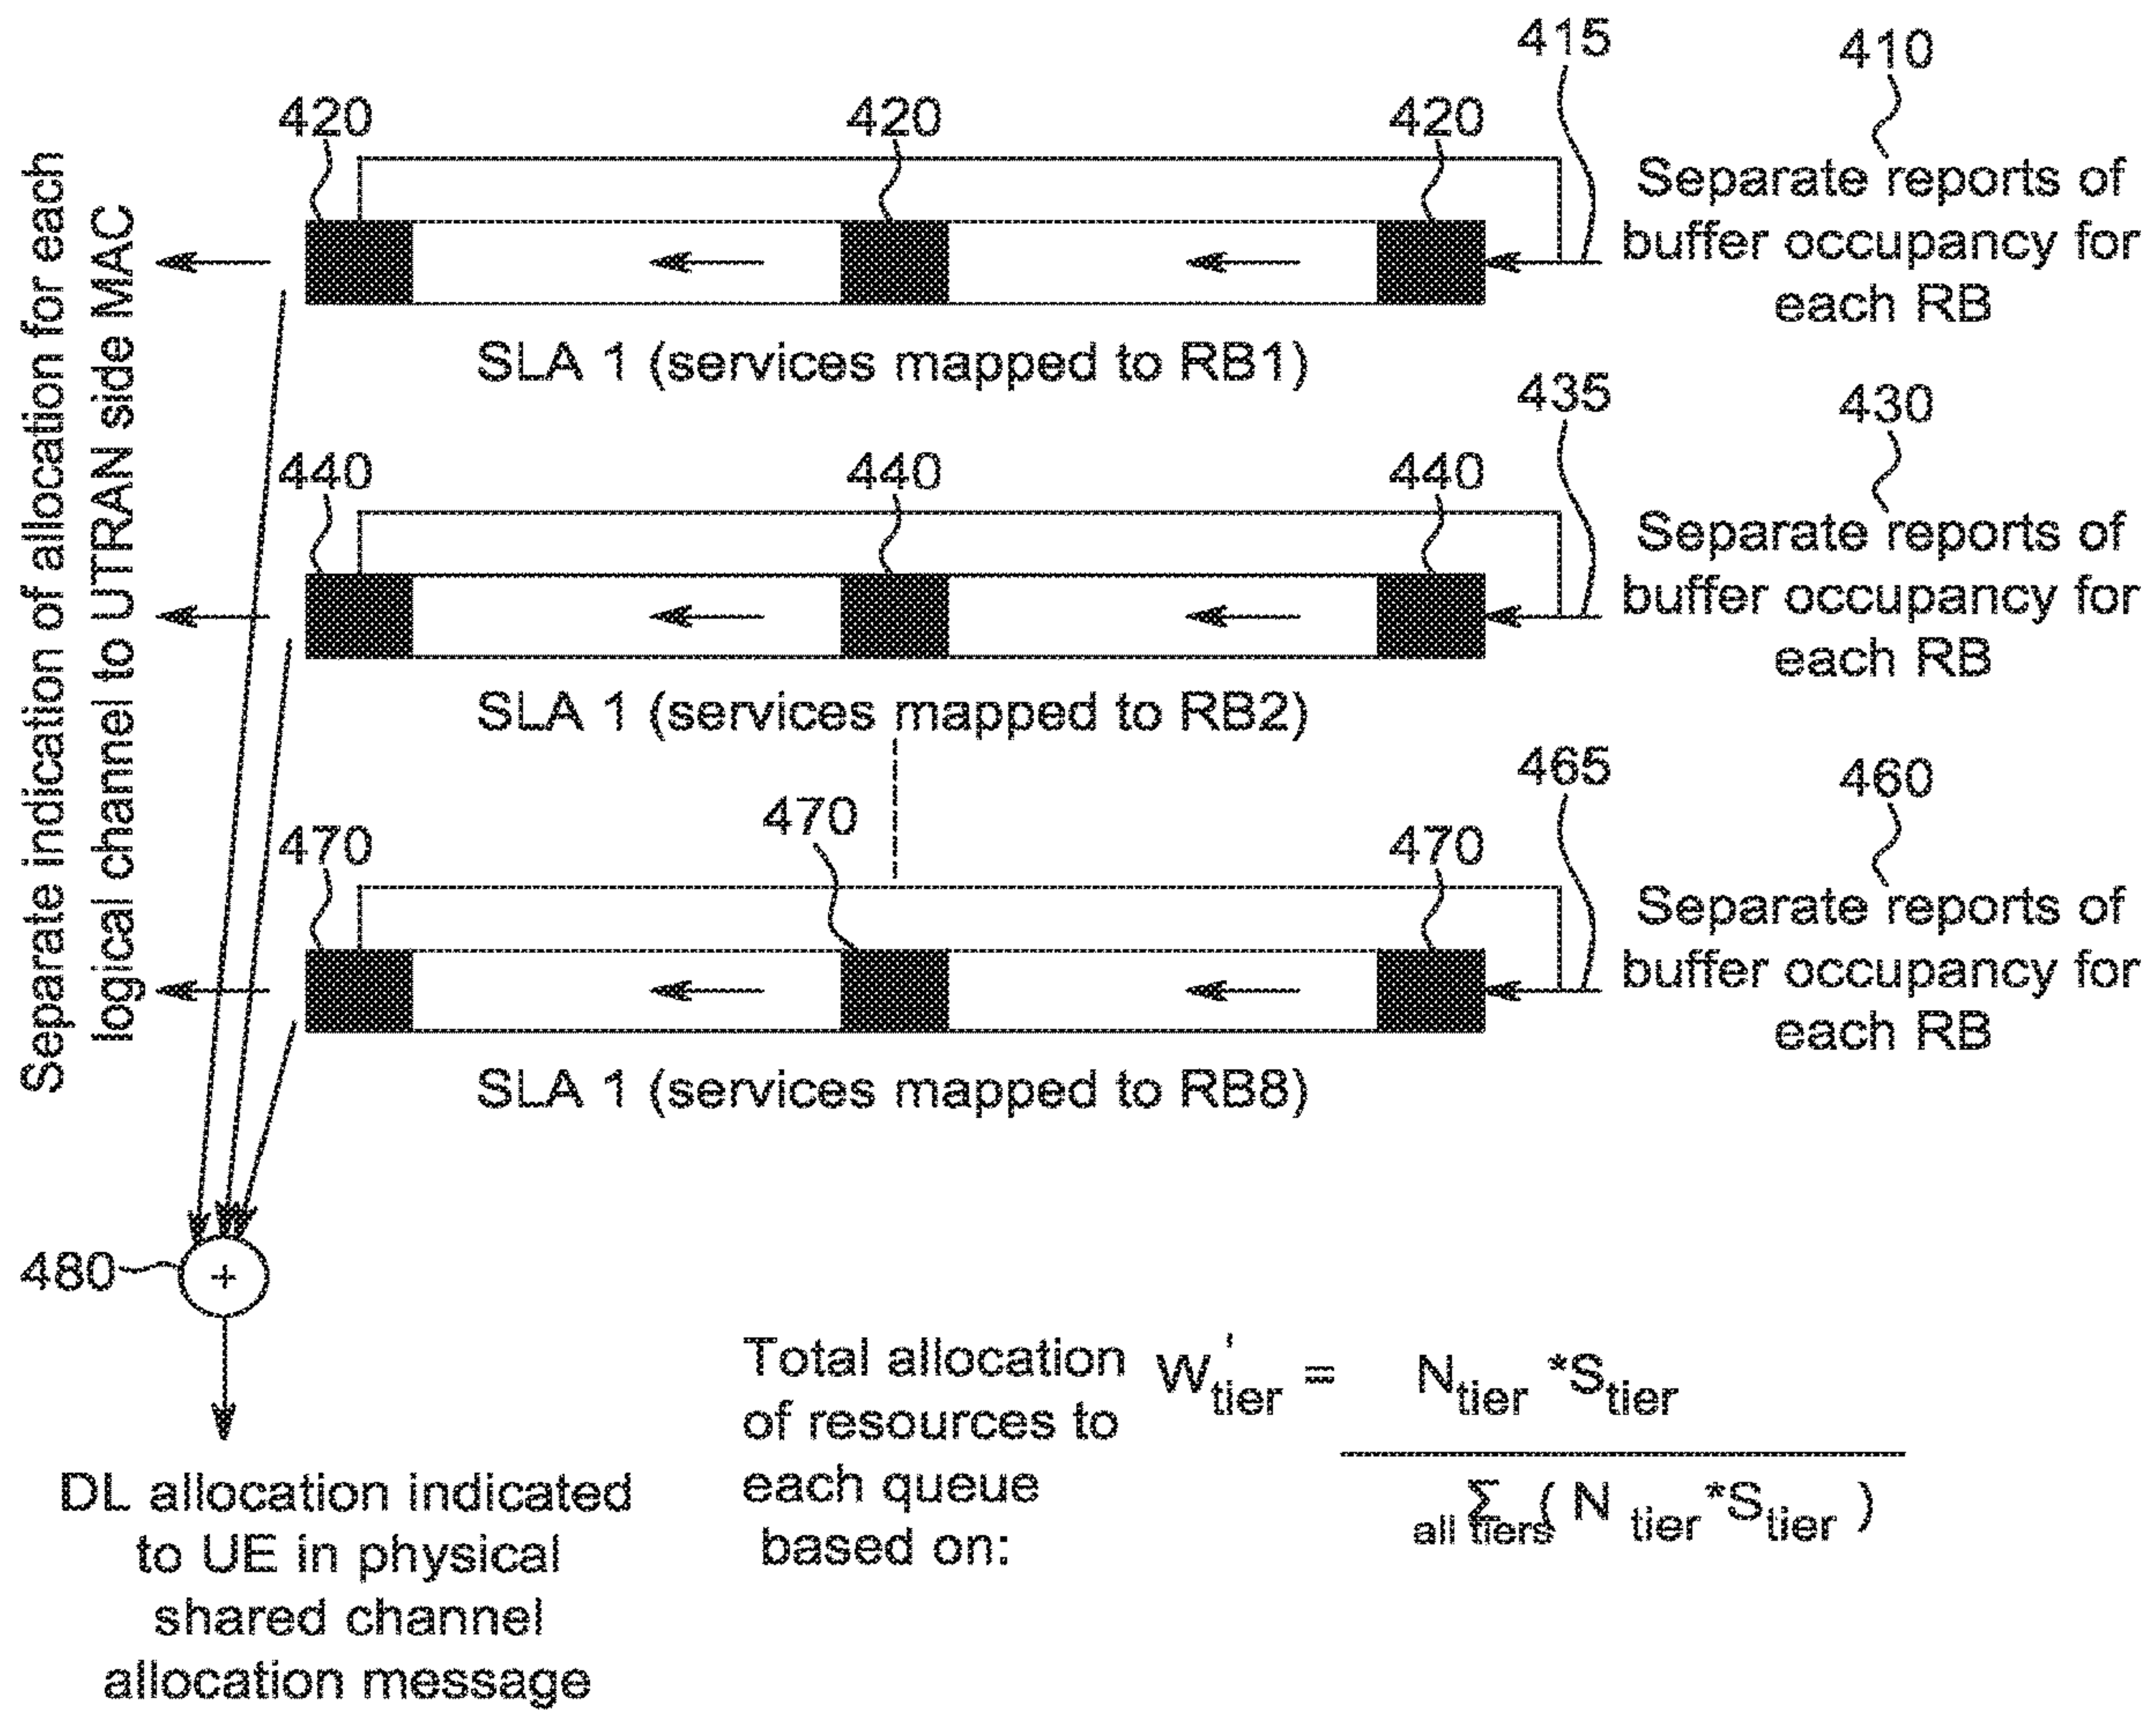 415
410
420
420
420
Separate reports of
buffer occupancy for
each RB
SLA 1 (services mapped to RB1)
435
430
440
440
440
Separate reports of
buffer occupancy for
each RB
SLA 1 (services mapped to RB2)
465
460
470
470
470
Separate reports of
buffer occupancy for
each RB
SLA 1 (services mapped to RB8)
Separate indication of allocation for each
logical channel to UTRAN side MAC
480
+
DL allocation indicated
to UE in physical
shared channel
allocation message
Total allocation
of resources to
each queue
based on:
W'tier = Ntier *Stier
Σ all tiers ( N tier *Stier )